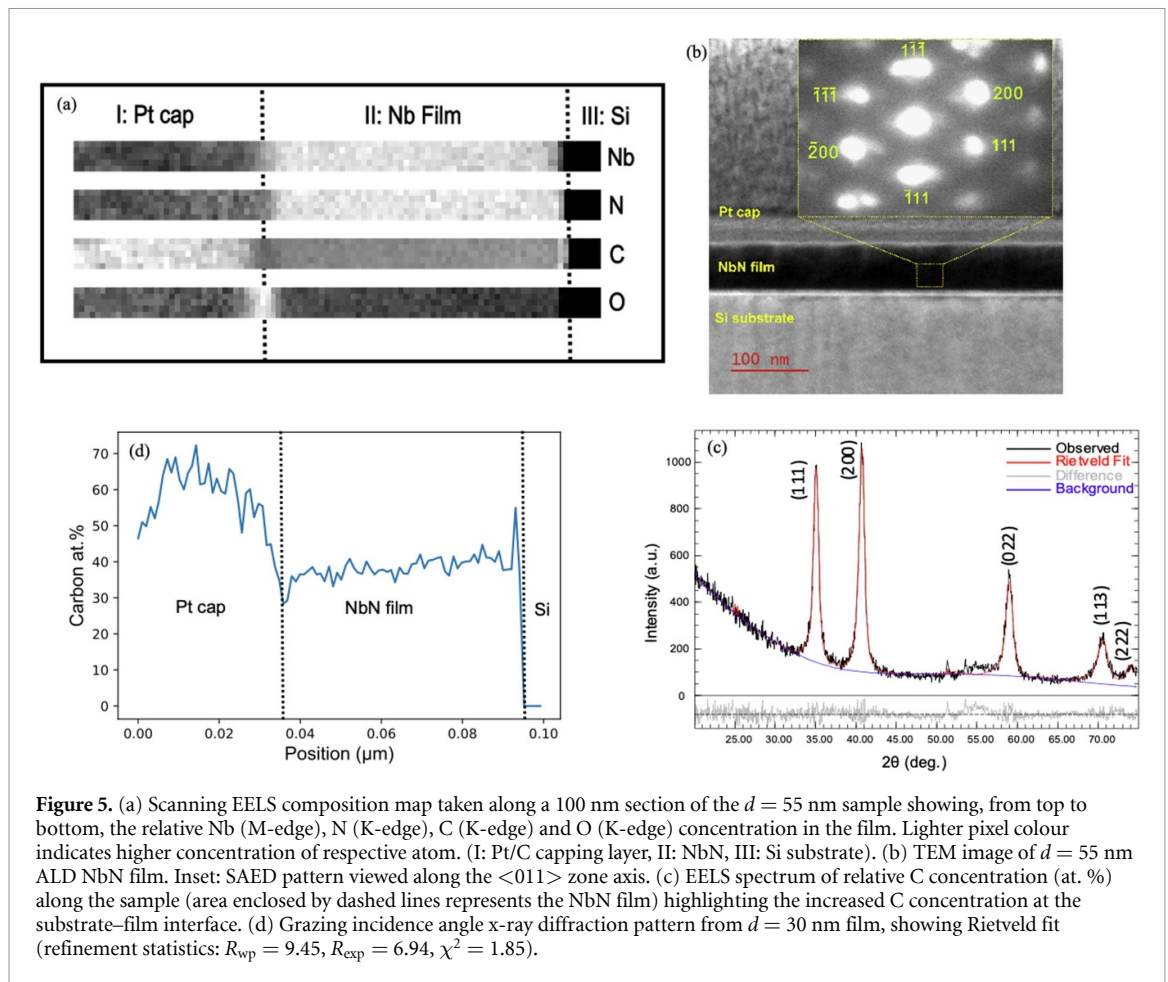 (a)
I: Pt cap
II: Nb Film
III: Si
Nb
N
C
O
(b)
11̄1̄
1̄1̄1̄
200
2̄00
111
1̄11
Pt cap
NbN film
Si substrate
100 nm
(d)
Carbon at.%
70
60
50
40
30
20
10
0
Pt cap
NbN film
Si
0.00
0.02
0.04
0.06
0.08
0.10
Position (μm)
(c)
Observed
Rietveld Fit
Difference
Background
Intensity (a.u.)
1000
800
600
400
200
0
(111)
(200)
(022)
(113)
(222)
25.00
30.00
35.00
40.00
45.00
50.00
55.00
60.00
65.00
70.00
2θ (deg.)
Figure 5. (a) Scanning EELS composition map taken along a 100 nm section of the d = 55 nm sample showing, from top to
bottom, the relative Nb (M-edge), N (K-edge), C (K-edge) and O (K-edge) concentration in the film. Lighter pixel colour
indicates higher concentration of respective atom. (I: Pt/C capping layer, II: NbN, III: Si substrate). (b) TEM image of d = 55 nm
ALD NbN film. Inset: SAED pattern viewed along the <011> zone axis. (c) EELS spectrum of relative C concentration (at. %)
along the sample (area enclosed by dashed lines represents the NbN film) highlighting the increased C concentration at the
substrate–film interface. (d) Grazing incidence angle x-ray diffraction pattern from d = 30 nm film, showing Rietveld fit
(refinement statistics: Rwp = 9.45, Rexp = 6.94, χ² = 1.85).